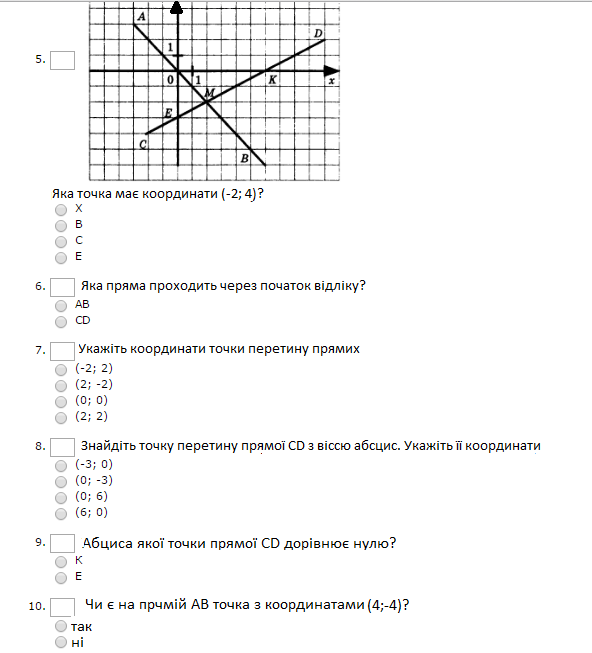 A
D
1
5.
0
1
K
x
M
E
C
B
Яка точка має координати (-2; 4)?
X
B
C
E
6. Яка пряма проходить через початок відліку?
AB
CD
7. Укажіть координати точки перетину прямих
(-2; 2)
(2; -2)
(0; 0)
(2; 2)
8. Знайдіть точку перетину прямої CD з віссю абсцис. Укажіть її координати
(-3; 0)
(0; -3)
(0; 6)
(6; 0)
9. Абциса якої точки прямої CD дорівнює нулю?
K
E
10. Чи є на прчмій АВ точка з координатами (4;-4)?
так
ні